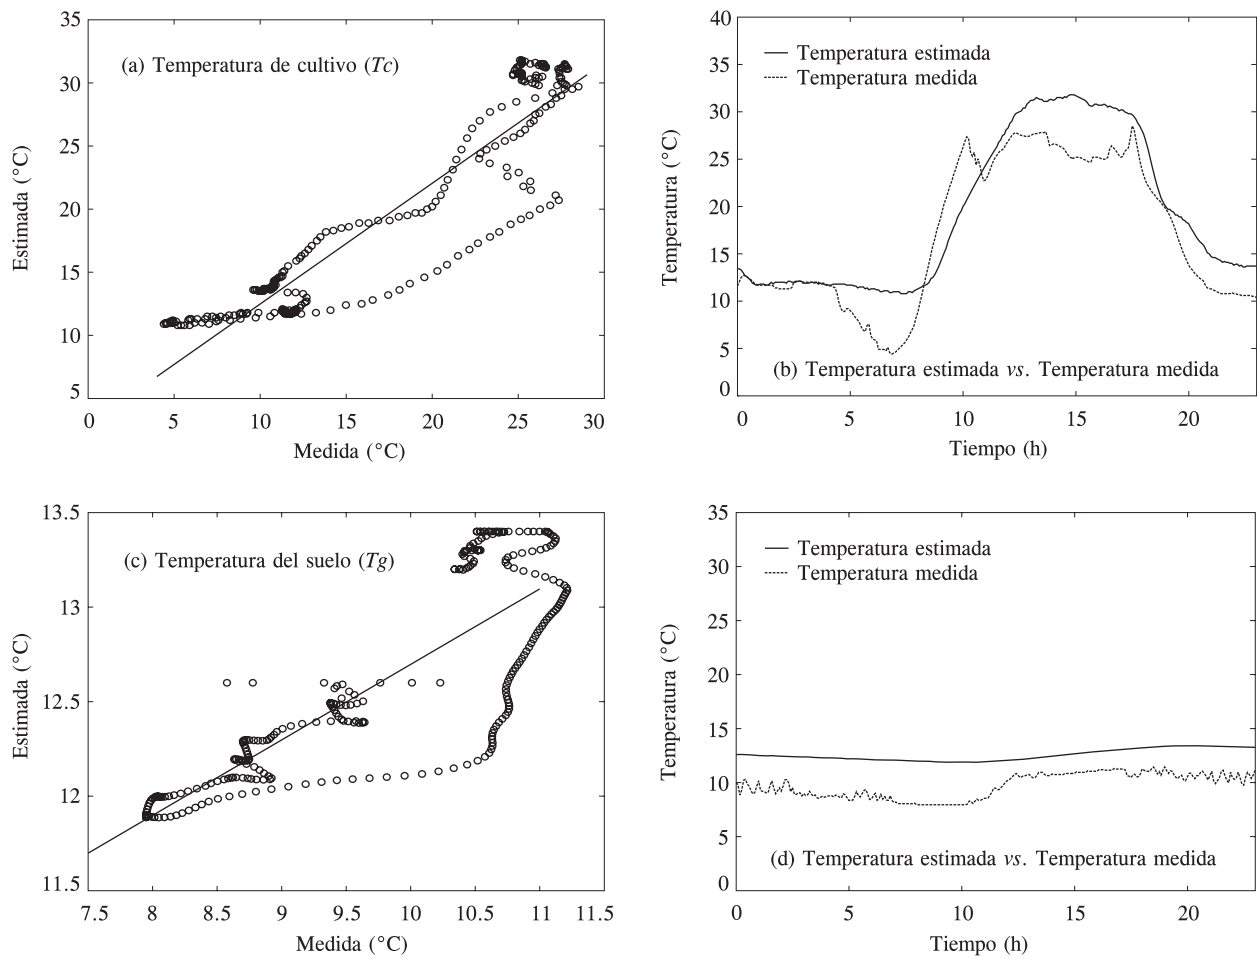 (a) Temperatura de cultivo (Tc)
35
30
25
20
15
10
5
Estimada (°C)
0 5 10 15 20 25 30
Medida (°C)
40
35
30
25
20
15
10
5
0
Temperatura (°C)
Temperatura estimada
Temperatura medida
(b) Temperatura estimada vs. Temperatura medida
0 5 10 15 20
Tiempo (h)
13.5
13
12.5
12
11.5
Estimada (°C)
(c) Temperatura del suelo (Tg)
7.5 8 8.5 9 9.5 10 10.5 11 11.5
Medida (°C)
35
30
25
20
15
10
5
0
Temperatura (°C)
Temperatura estimada
Temperatura medida
(d) Temperatura estimada vs. Temperatura medida
0 5 10 15 20
Tiempo (h)